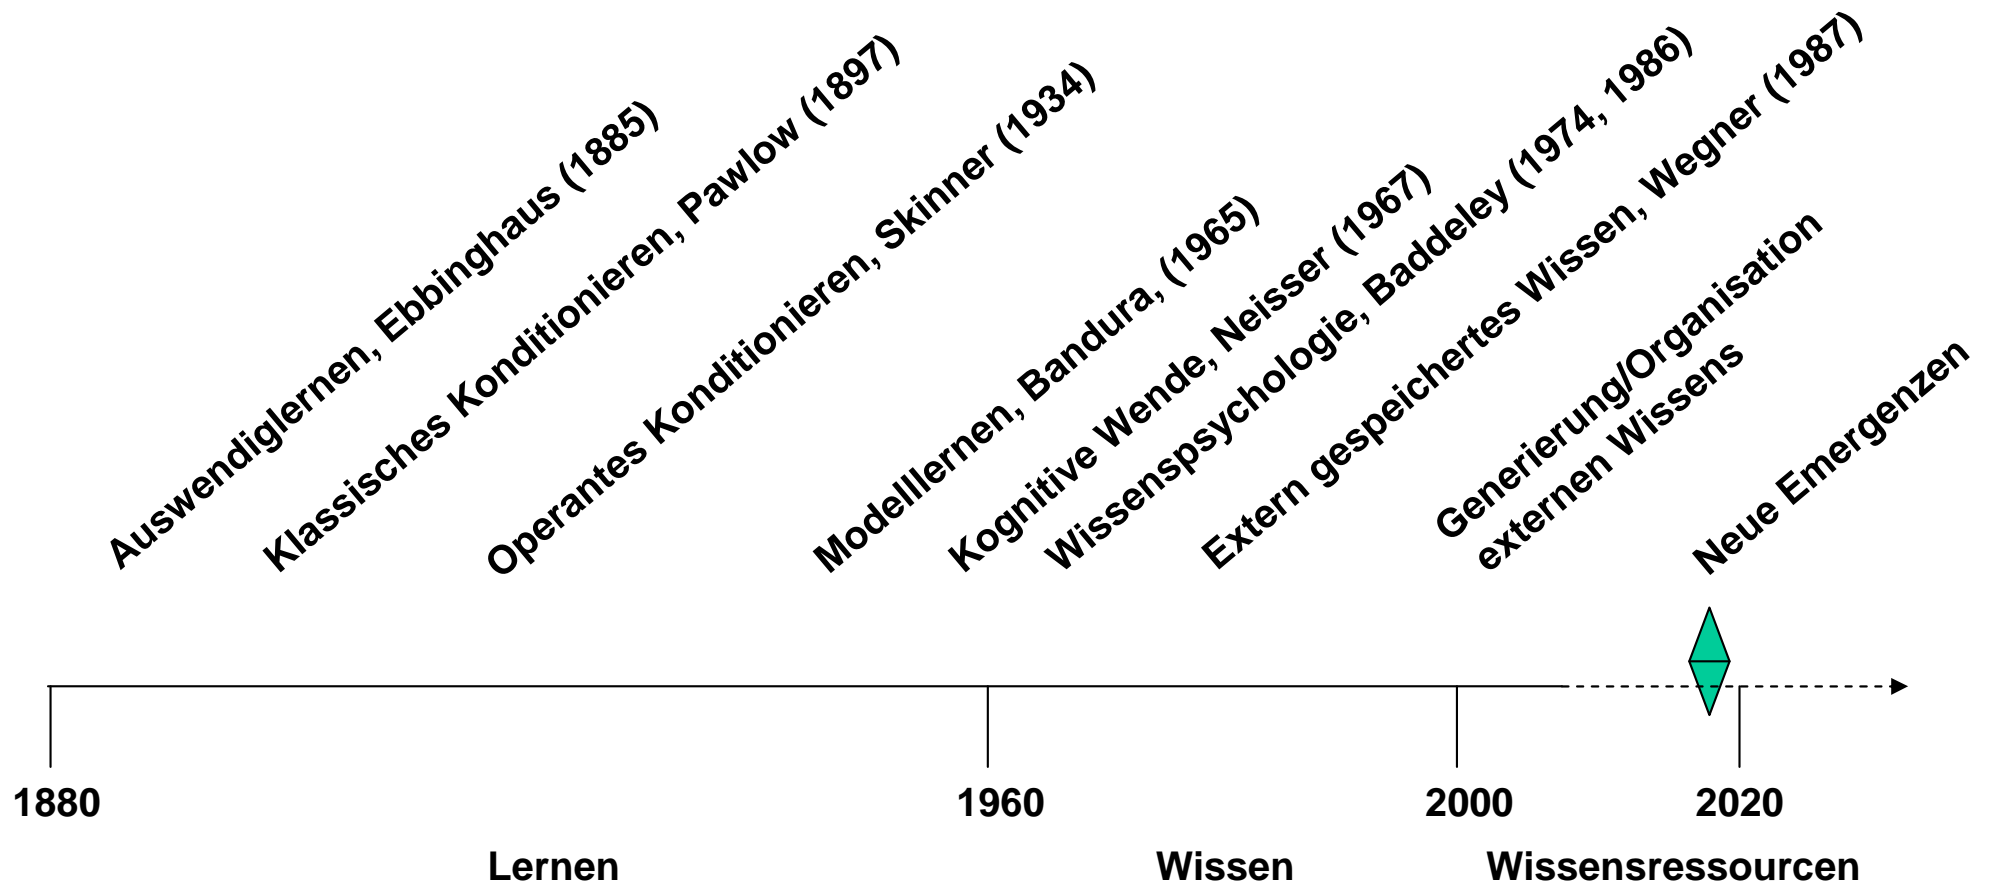 Auswendiglernen, Ebbinghaus (1885)
Klassisches Konditionieren, Pawlow (1897)
Operantes Konditionieren, Skinner (1934)
Modelllernen, Bandura, (1965)
Kognitive Wende, Neisser (1967)
Wissenspsychologie, Baddeley (1974, 1986)
Extern gespeichertes Wissen, Wegner (1987)
Generierung/Organisation
externen Wissens
Neue Emergenzen
1880
1960
2000
2020
Lernen
Wissen
Wissensressourcen